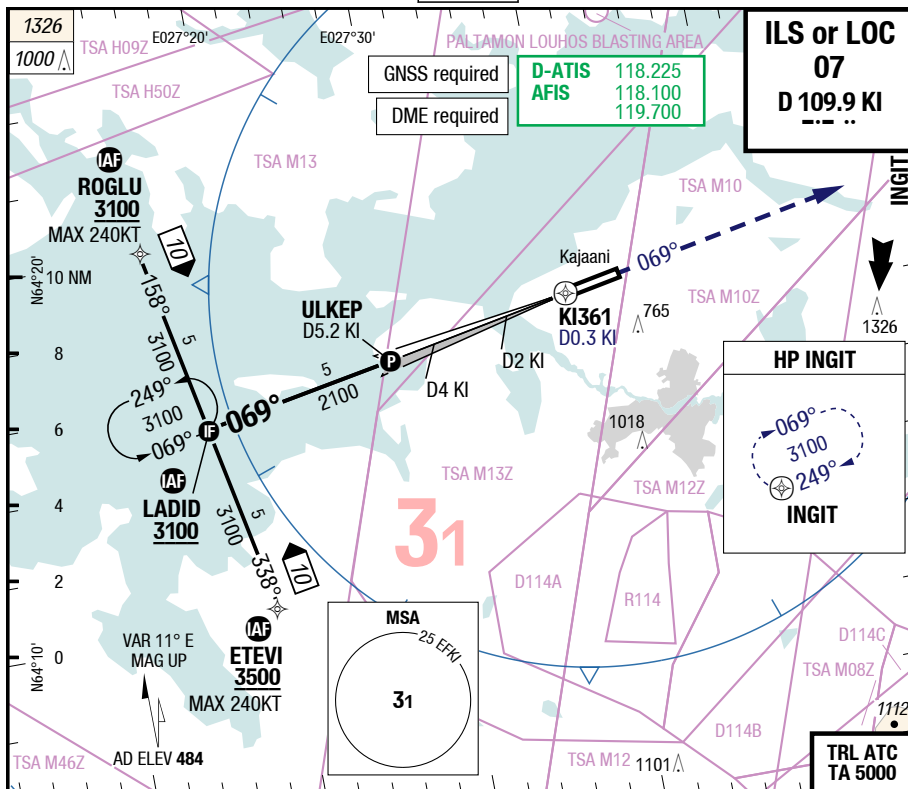 1326
1000
TSA H09Z
E027°20'
E027°30'
PALTAMON LOUHOS BLASTING AREA
ILS or LOC
07
D 109.9 KI
GNSS required
DME required
D-ATIS 118.225
AFIS 118.100
119.700
TSA H50Z
TSA M13
TSA M10
INGIT
IAF
ROGLU
3100
MAX 240KT
10
N64°20'
10 NM
158°
5
3100
Kajaani
069°
ULKEP
D5.2 KI
P
KI361
D0.3 KI
765
TSA M10Z
1326
8
D2 KI
D4 KI
5
2100
HP INGIT
069°
3100
249°
INGIT
249°
3100
069°
IF
069°
6
1018
IAF
LADID
3100
4
5
3100
TSA M13Z
TSA M12Z
31
338°
10
2
D114A
R114
IAF
ETEVI
3500
MAX 240KT
MSA
25 EFKI
31
D114C
TSA M08Z
N64°10'
0
VAR 11° E
MAG UP
AD ELEV 484
TSA M46Z
D114B
1112
TSA M12
1101
TRL ATC
TA 5000